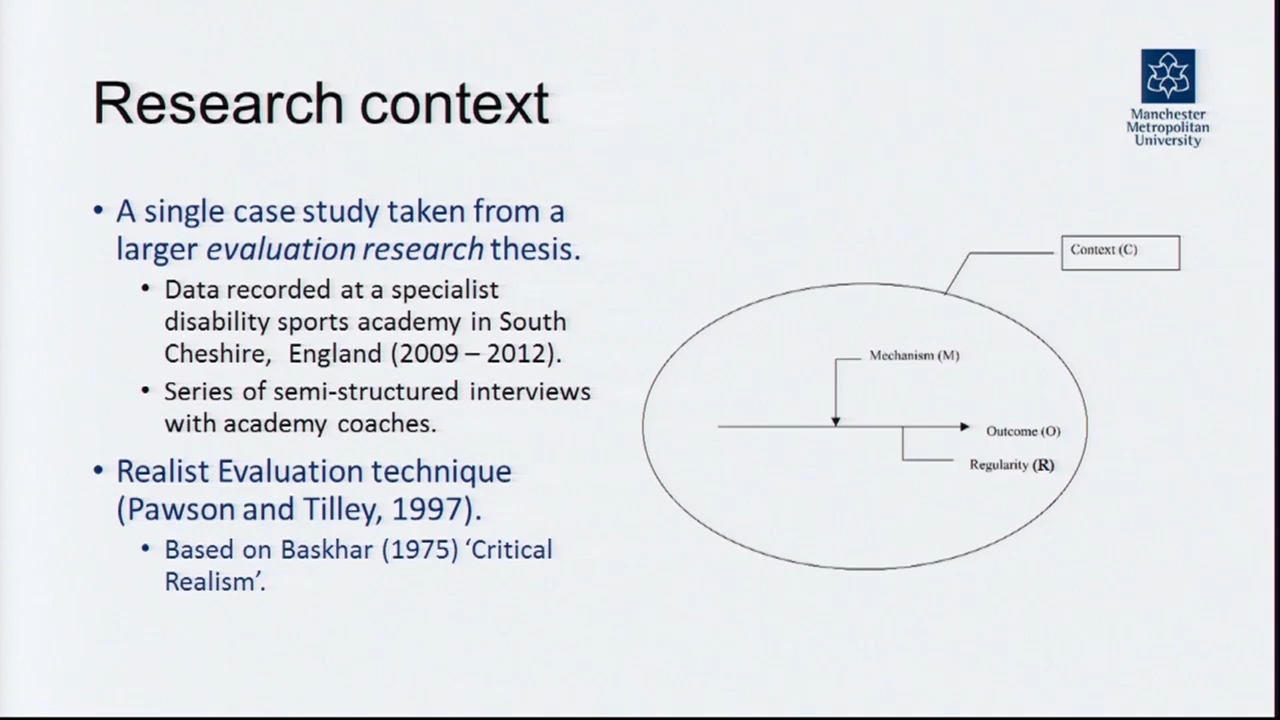 Research context
Manchester
Metropolitan
University
• A single case study taken from a
larger evaluation research thesis.
• Data recorded at a specialist
disability sports academy in South
Cheshire, England (2009 – 2012).
• Series of semi-structured interviews
with academy coaches.
• Realist Evaluation technique
(Pawson and Tilley, 1997).
• Based on Baskhar (1975) ‘Critical
Realism’.
Context (C)
Mechanism (M)
Outcome (O)
Regularity (R)